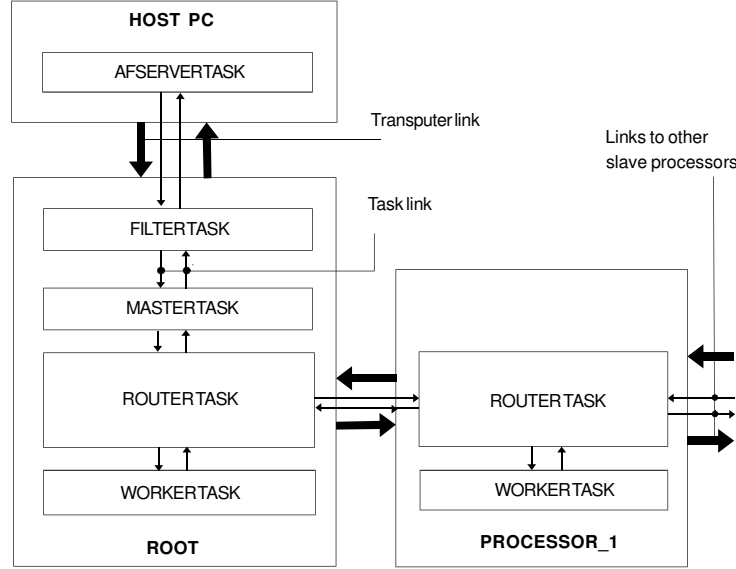 HOST PC
AFSERVERTASK
Transputer link
Links to other
slave processors
Task link
FILTERTASK
MASTERTASK
ROUTERTASK
ROUTERTASK
WORKERTASK
WORKERTASK
ROOT
PROCESSOR_1